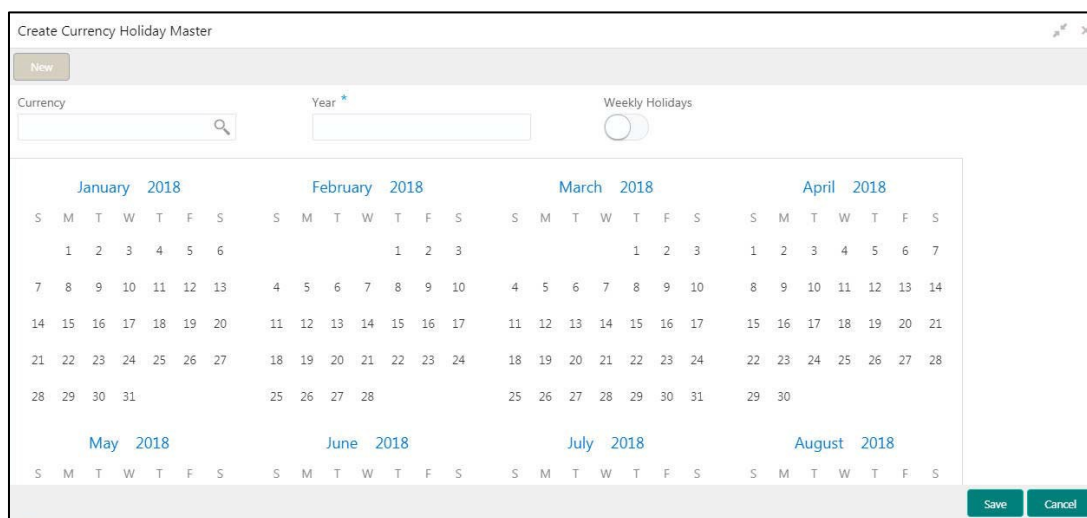 Create Currency Holiday Master
New
Currency Year * Weekly Holidays
January 2018 February 2018 March 2018 April 2018
S M T W T F S S M T W T F S S M T W T F S S M T W T F S
1 2 3 4 5 6 1 2 3 1 2 3 1 2 3 4 5 6 7
7 8 9 10 11 12 13 4 5 6 7 8 9 10 4 5 6 7 8 9 10 8 9 10 11 12 13 14
14 15 16 17 18 19 20 11 12 13 14 15 16 17 11 12 13 14 15 16 17 15 16 17 18 19 20 21
21 22 23 24 25 26 27 18 19 20 21 22 23 24 18 19 20 21 22 23 24 22 23 24 25 26 27 28
28 29 30 31 25 26 27 28 25 26 27 28 29 30 31 29 30
May 2018 June 2018 July 2018 August 2018
S M T W T F S S M T W T F S S M T W T F S S M T W T F S
Save Cancel